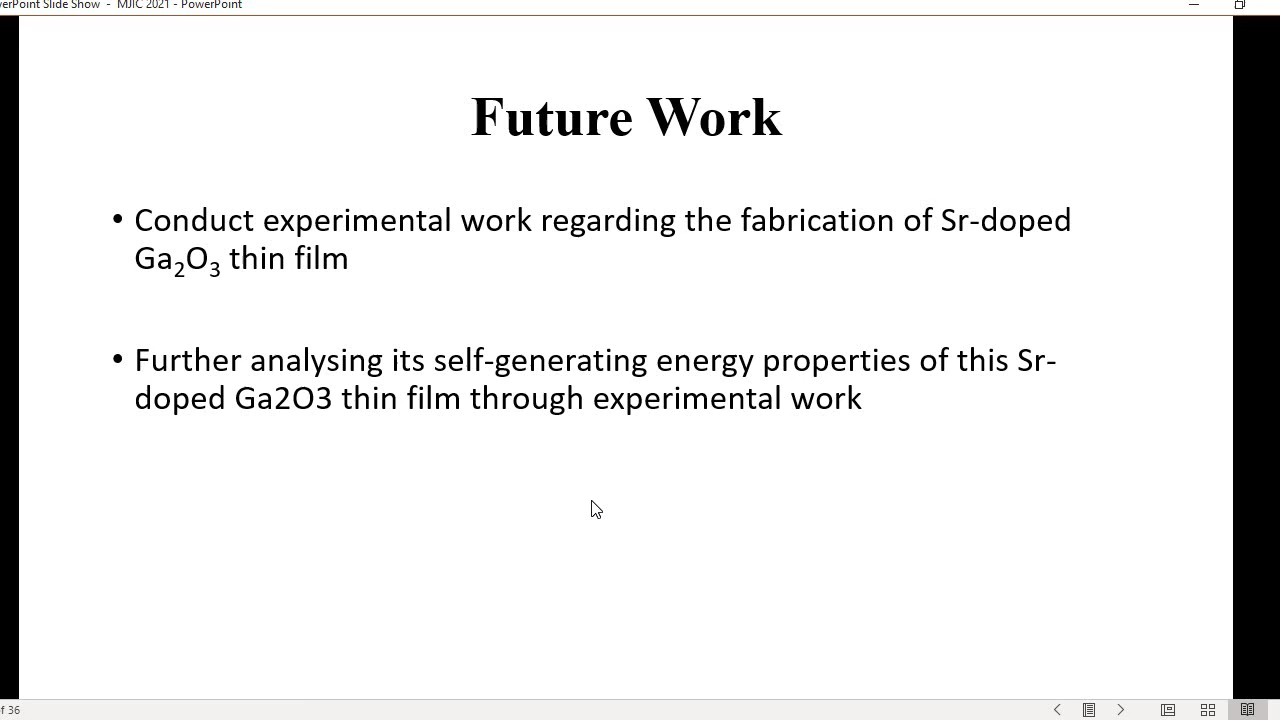 Slide Show - MJIC 2021 - PowerPoint
Future Work
• Conduct experimental work regarding the fabrication of Sr-doped
Ga₂O₃ thin film
• Further analysing its self-generating energy properties of this Sr-
doped Ga2O3 thin film through experimental work
36